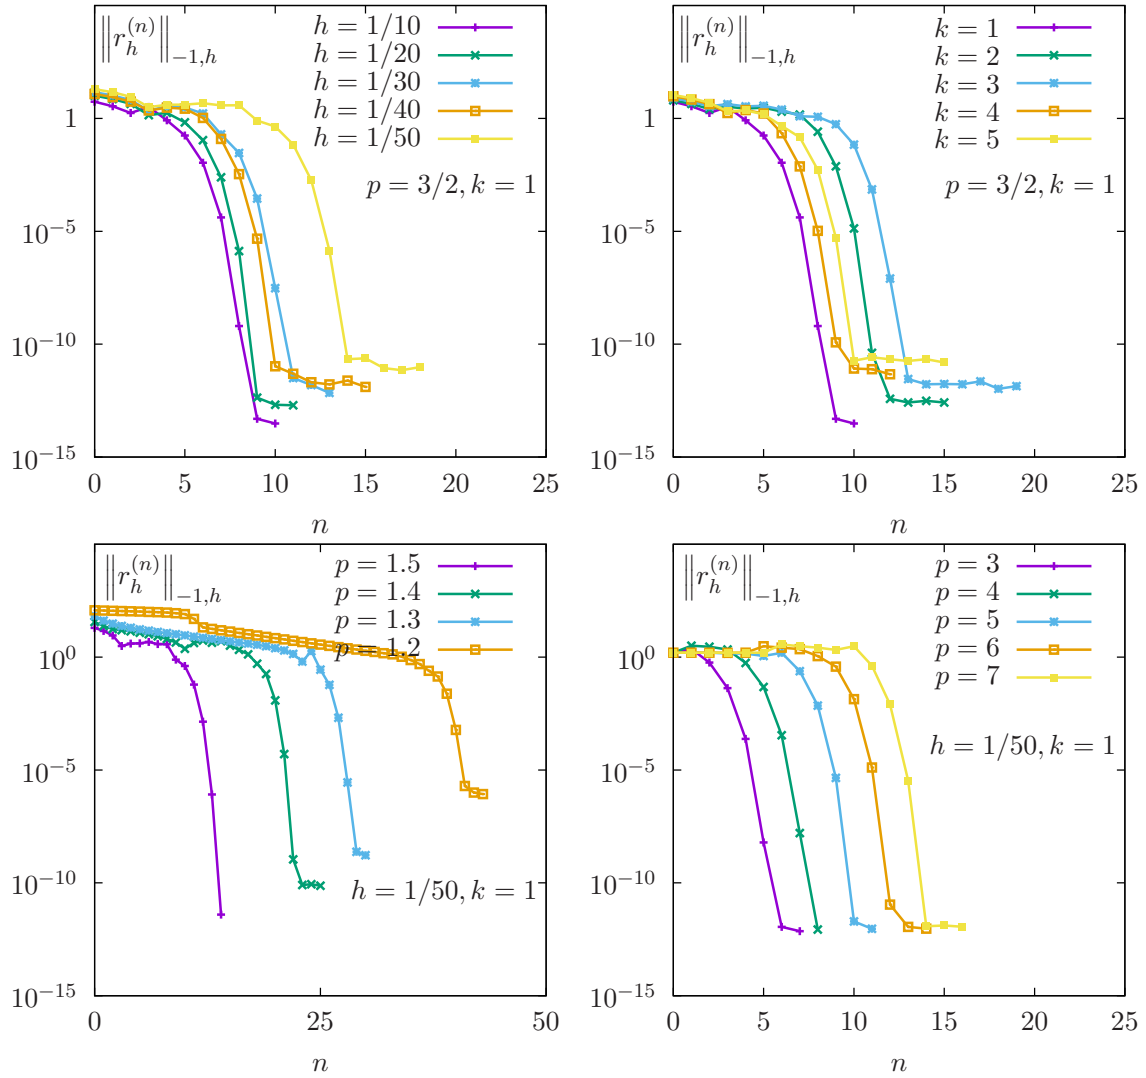 ‖r_h^{(n)}‖_{−1,h}
h = 1/10
h = 1/20
h = 1/30
h = 1/40
h = 1/50
p = 3/2, k = 1
1
10^{−5}
10^{−10}
10^{−15}
0 5 10 15 20 25
n
‖r_h^{(n)}‖_{−1,h}
k = 1
k = 2
k = 3
k = 4
k = 5
p = 3/2, k = 1
1
10^{−5}
10^{−10}
10^{−15}
0 5 10 15 20 25
n
‖r_h^{(n)}‖_{−1,h}
p = 1.5
p = 1.4
p = 1.3
p = 1.2
h = 1/50, k = 1
10^0
10^{−5}
10^{−10}
10^{−15}
0 25 50
n
‖r_h^{(n)}‖_{−1,h}
p = 3
p = 4
p = 5
p = 6
p = 7
h = 1/50, k = 1
10^0
10^{−5}
10^{−10}
10^{−15}
0 5 10 15 20 25
n